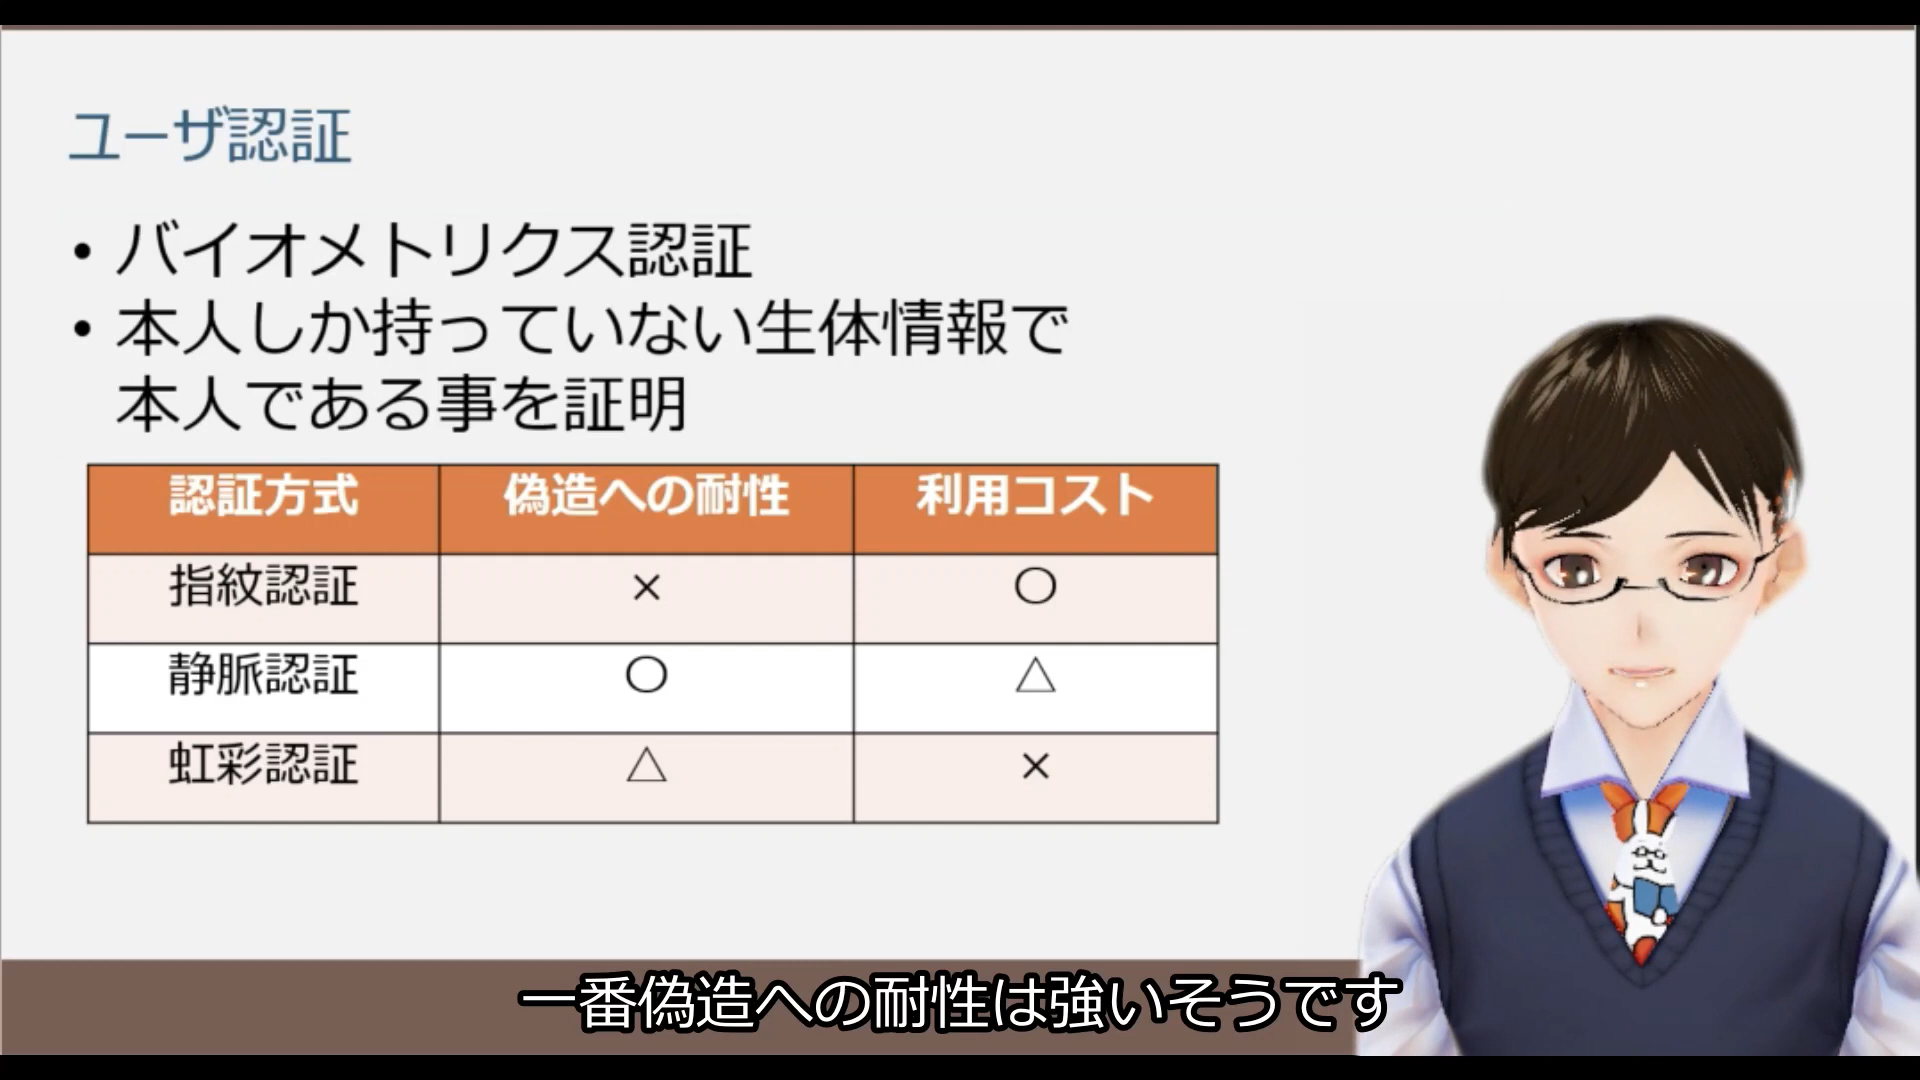 ユーザ認証
• バイオメトリクス認証
• 本人しか持っていない生体情報で
本人である事を証明
認証方式 偽造への耐性 利用コスト
指紋認証 × ○
静脈認証 ○ △
虹彩認証 △ ×
一番偽造への耐性は強いそうです